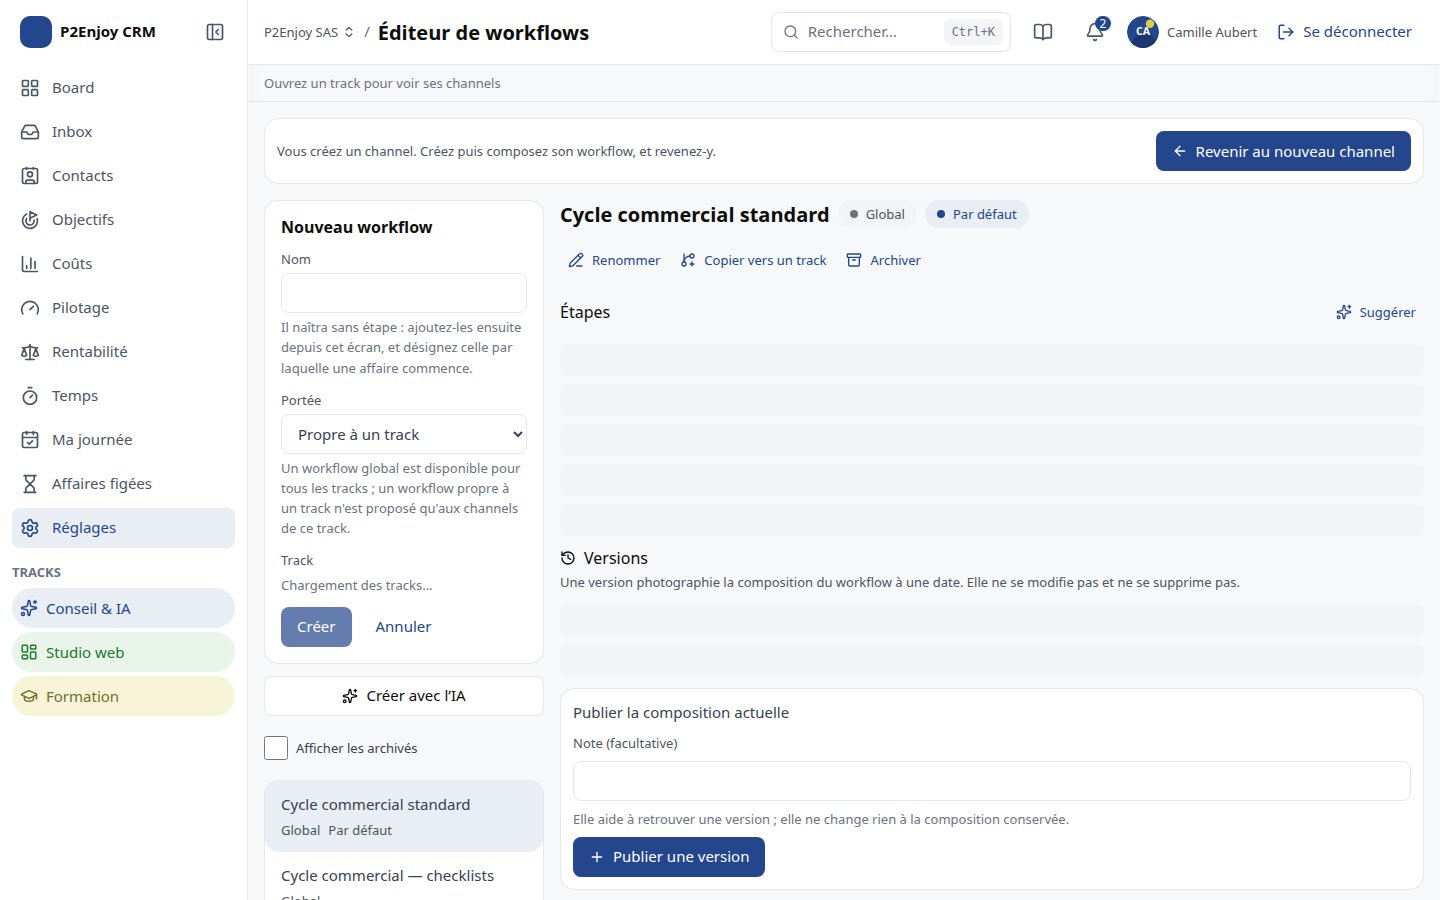 P2Enjoy CRM
Board
Inbox
Contacts
Objectifs
Coûts
Pilotage
Rentabilité
Temps
Ma journée
Affaires figées
Réglages
TRACKS
Conseil & IA
Studio web
Formation
P2Enjoy SAS / Éditeur de workflows
Rechercher... Ctrl+K
2
CA Camille Aubert
Se déconnecter
Ouvrez un track pour voir ses channels
Vous créez un channel. Créez puis composez son workflow, et revenez-y.
Revenir au nouveau channel
Nouveau workflow
Nom
Il naîtra sans étape : ajoutez-les ensuite
depuis cet écran, et désignez celle par
laquelle une affaire commence.
Portée
Propre à un track
Un workflow global est disponible pour
tous les tracks ; un workflow propre à
un track n'est proposé qu'aux channels
de ce track.
Track
Chargement des tracks…
Créer Annuler
Créer avec l’IA
Afficher les archivés
Cycle commercial standard
Global Par défaut
Cycle commercial — checklists
Global
Cycle commercial standard Global Par défaut
Renommer Copier vers un track Archiver
Étapes Suggérer
Versions
Une version photographie la composition du workflow à une date. Elle ne se modifie pas et ne se supprime pas.
Publier la composition actuelle
Note (facultative)
Elle aide à retrouver une version ; elle ne change rien à la composition conservée.
Publier une version